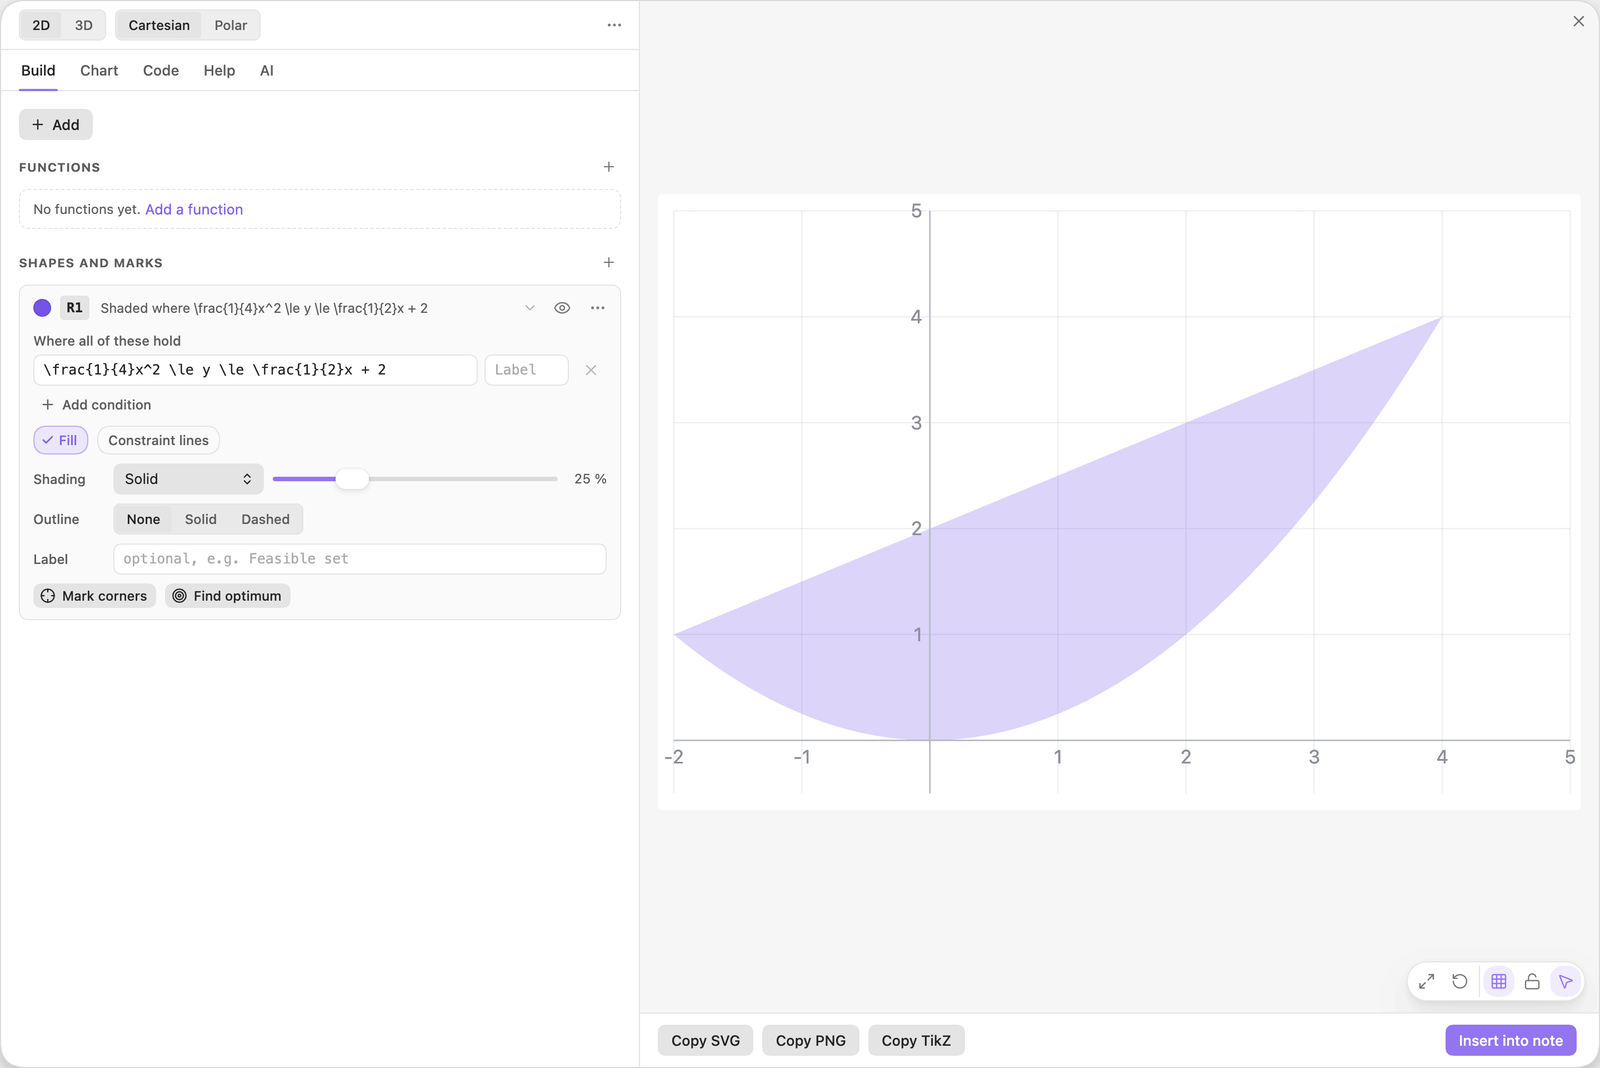 2D 3D Cartesian Polar
Build Chart Code Help AI
+ Add
FUNCTIONS
No functions yet. Add a function
SHAPES AND MARKS
R1 Shaded where \frac{1}{4}x^2 \le y \le \frac{1}{2}x + 2
Where all of these hold
\frac{1}{4}x^2 \le y \le \frac{1}{2}x + 2 Label
+ Add condition
Fill Constraint lines
Shading Solid 25 %
Outline None Solid Dashed
Label optional, e.g. Feasible set
Mark corners Find optimum
5
4
3
2
1
-2 -1 1 2 3 4 5
Copy SVG Copy PNG Copy TikZ Insert into note